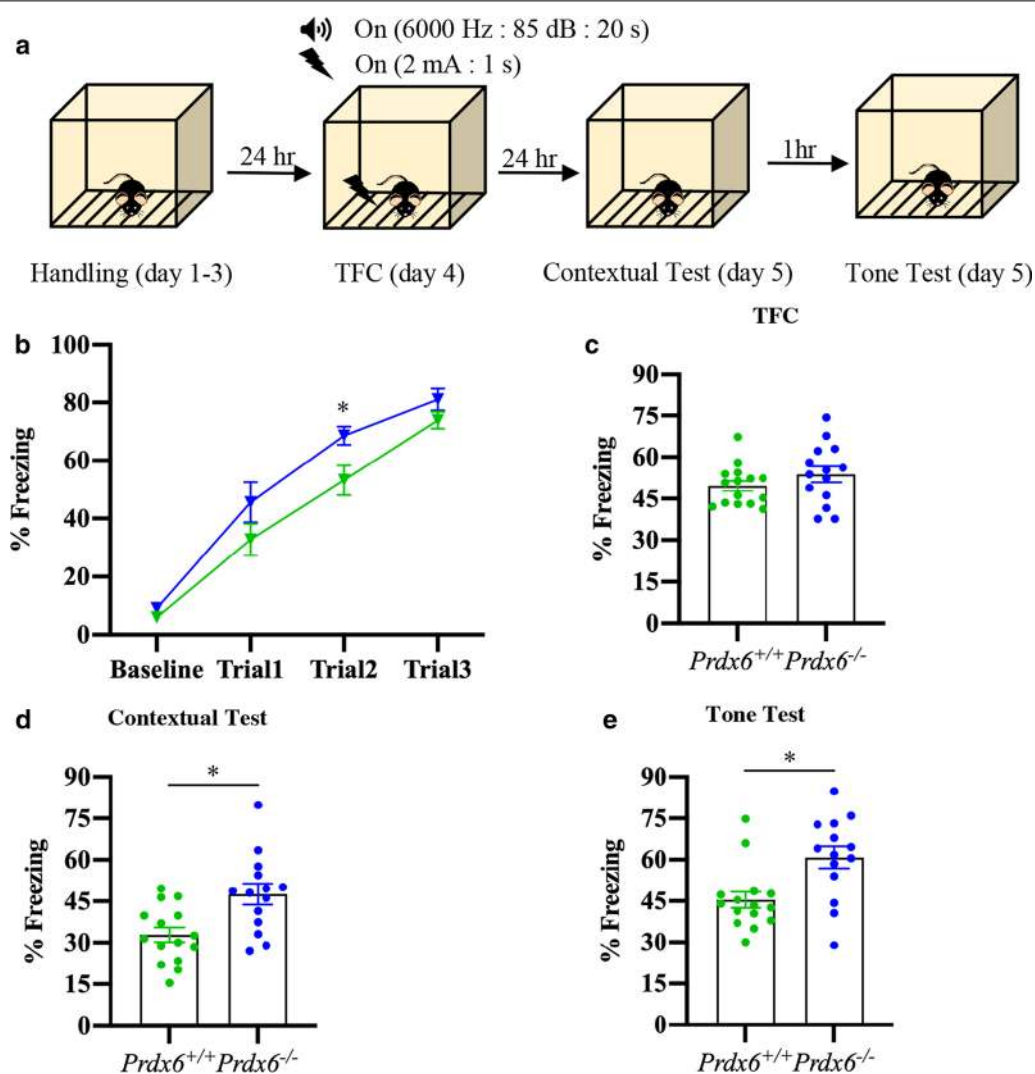 a
On (6000 Hz : 85 dB : 20 s)
On (2 mA : 1 s)
24 hr
24 hr
1hr
Handling (day 1-3)
TFC (day 4)
Contextual Test (day 5)
Tone Test (day 5)
b
100
80
60
40
20
0
% Freezing
*
Baseline
Trial1
Trial2
Trial3
c
TFC
90
75
60
45
30
15
0
% Freezing
Prdx6+/+
Prdx6-/-
d
Contextual Test
90
75
60
45
30
15
0
% Freezing
*
Prdx6+/+
Prdx6-/-
e
Tone Test
90
75
60
45
30
15
0
% Freezing
*
Prdx6+/+
Prdx6-/-